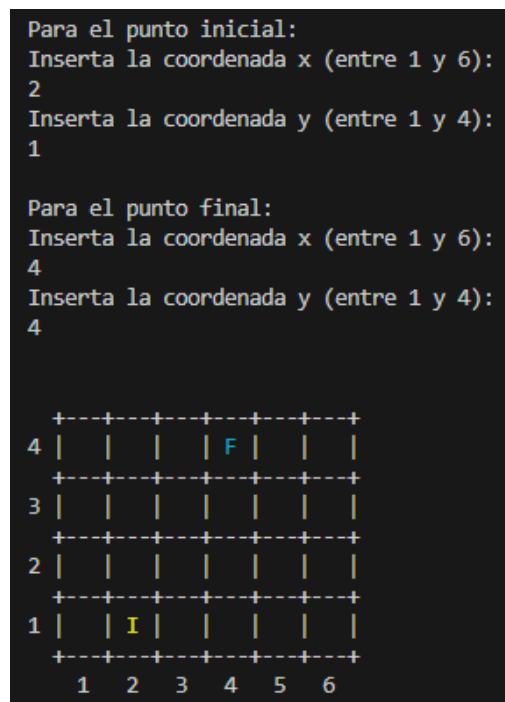 Para el punto inicial:
Inserta la coordenada x (entre 1 y 6):
2
Inserta la coordenada y (entre 1 y 4):
1

Para el punto final:
Inserta la coordenada x (entre 1 y 6):
4
Inserta la coordenada y (entre 1 y 4):
4

  +---+---+---+---+---+---+
4 |   |   |   | F |   |   |
  +---+---+---+---+---+---+
3 |   |   |   |   |   |   |
  +---+---+---+---+---+---+
2 |   |   |   |   |   |   |
  +---+---+---+---+---+---+
1 |   | I |   |   |   |   |
  +---+---+---+---+---+---+
    1   2   3   4   5   6